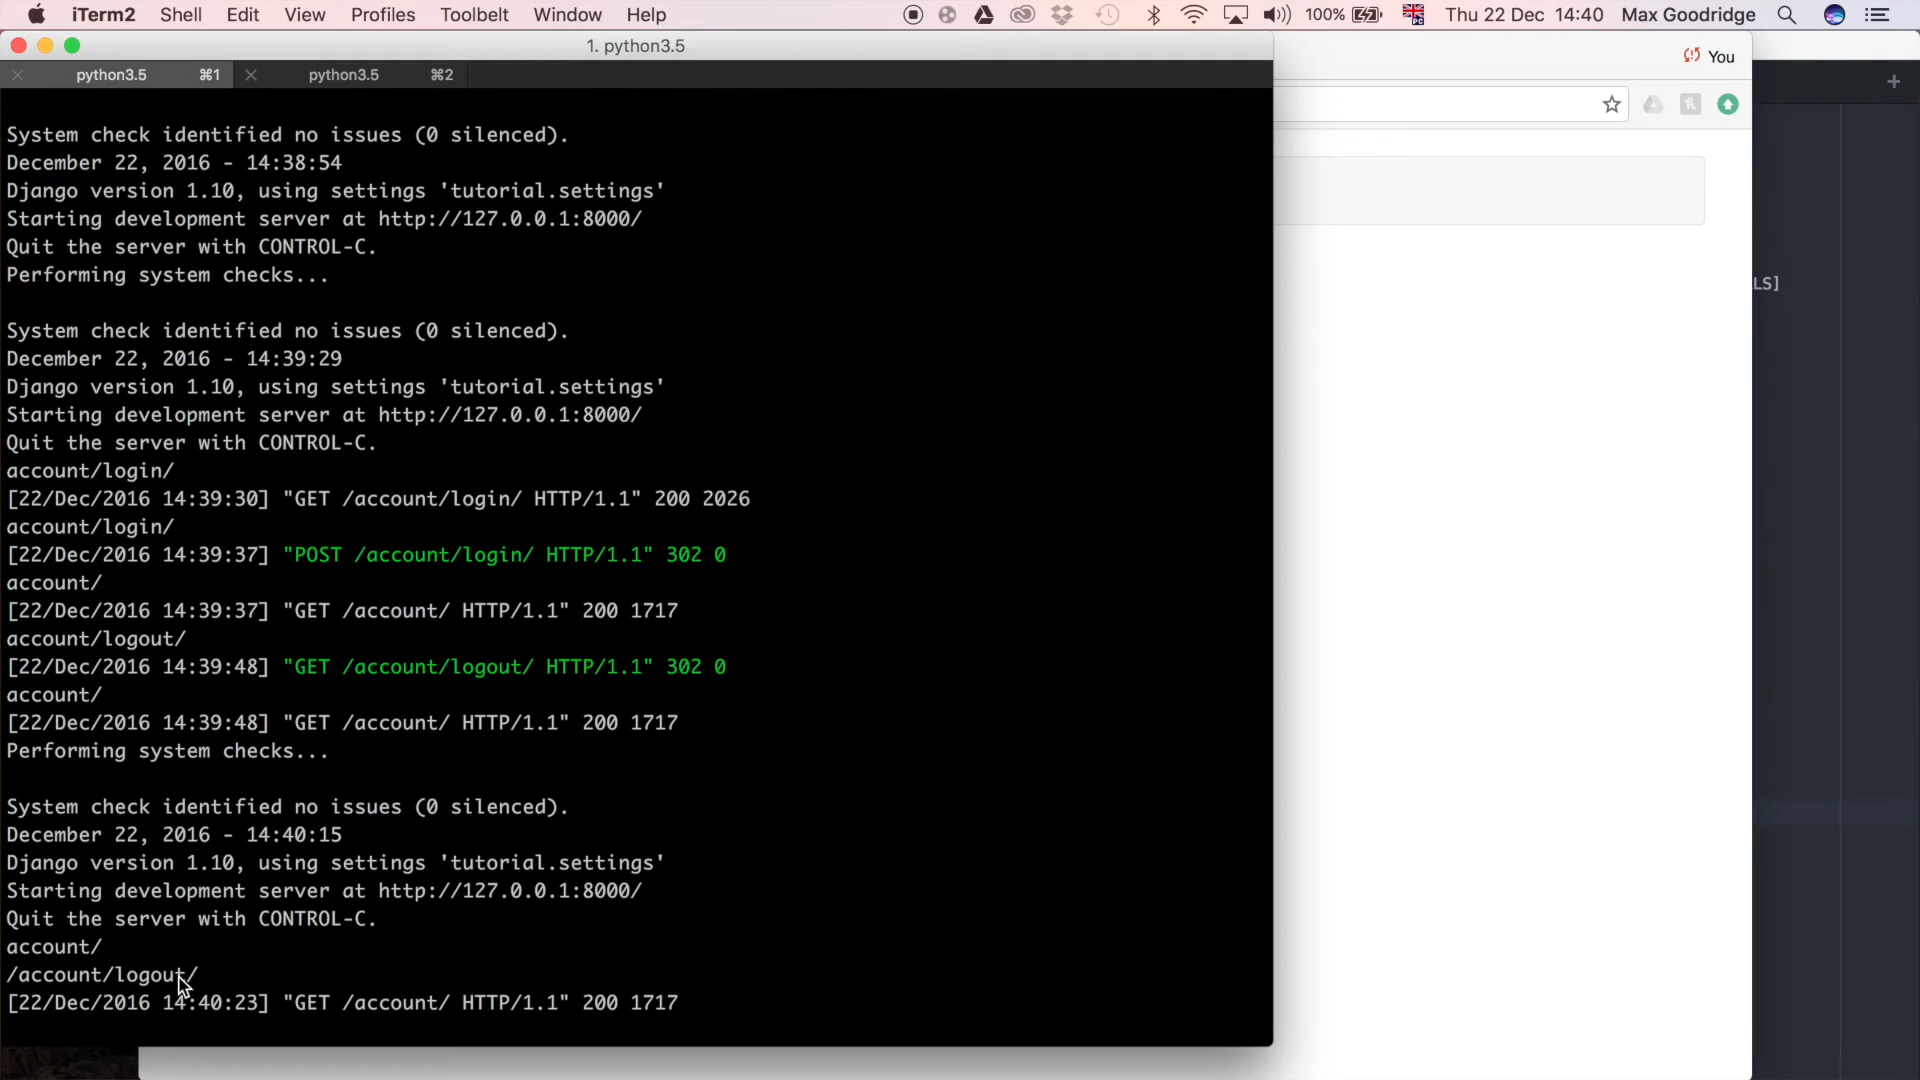 iTerm2 Shell Edit View Profiles Toolbelt Window Help 100% Thu 22 Dec 14:40 Max Goodridge
1. python3.5
You
python3.5 ⌘1 python3.5 ⌘2
System check identified no issues (0 silenced).
December 22, 2016 - 14:38:54
Django version 1.10, using settings 'tutorial.settings'
Starting development server at http://127.0.0.1:8000/
Quit the server with CONTROL-C.
Performing system checks...
LS]
System check identified no issues (0 silenced).
December 22, 2016 - 14:39:29
Django version 1.10, using settings 'tutorial.settings'
Starting development server at http://127.0.0.1:8000/
Quit the server with CONTROL-C.
account/login/
[22/Dec/2016 14:39:30] "GET /account/login/ HTTP/1.1" 200 2026
account/login/
[22/Dec/2016 14:39:37] "POST /account/login/ HTTP/1.1" 302 0
account/
[22/Dec/2016 14:39:37] "GET /account/ HTTP/1.1" 200 1717
account/logout/
[22/Dec/2016 14:39:48] "GET /account/logout/ HTTP/1.1" 302 0
account/
[22/Dec/2016 14:39:48] "GET /account/ HTTP/1.1" 200 1717
Performing system checks...
System check identified no issues (0 silenced).
December 22, 2016 - 14:40:15
Django version 1.10, using settings 'tutorial.settings'
Starting development server at http://127.0.0.1:8000/
Quit the server with CONTROL-C.
account/
/account/logout/
[22/Dec/2016 14:40:23] "GET /account/ HTTP/1.1" 200 1717